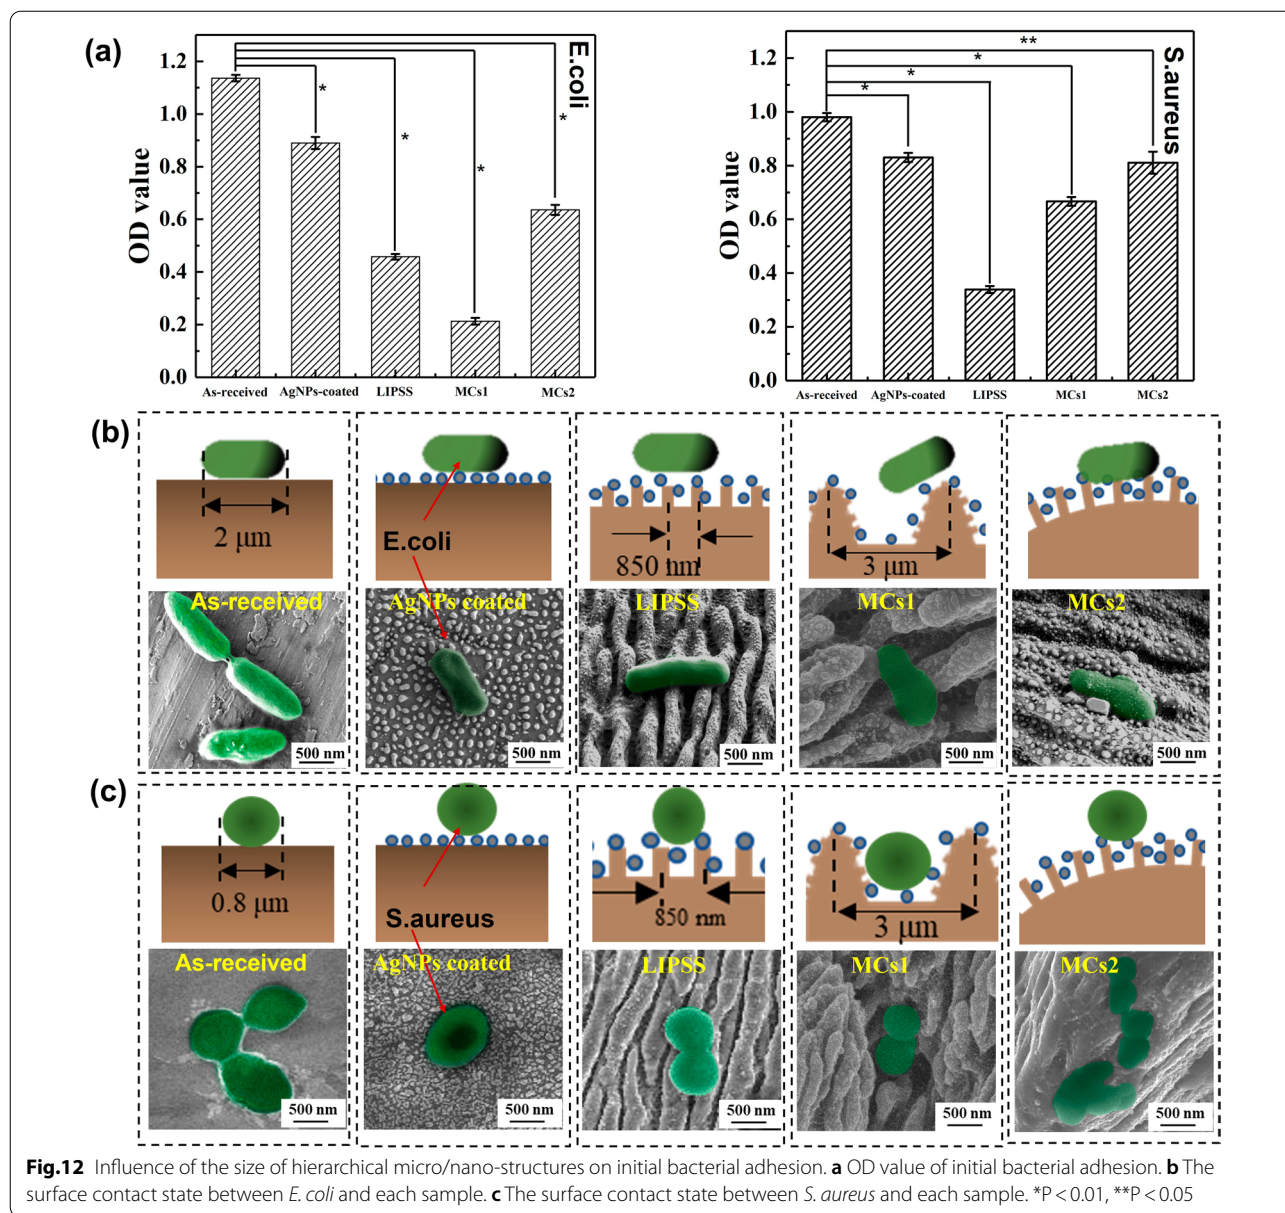 (a)
E.coli
OD value
1.2
1.0
0.8
0.6
0.4
0.2
0.0
*
*
*
*
As-received
AgNPs-coated
LIPSS
MCs1
MCs2
S.aureus
OD value
1.2
1.0
0.8
0.6
0.4
0.2
0.0
**
*
*
*
As-received
AgNPs-coated
LIPSS
MCs1
MCs2
(b)
2 μm
E.coli
850 nm
3 μm
As-received
AgNPs coated
LIPSS
MCs1
MCs2
500 nm
500 nm
500 nm
500 nm
500 nm
(c)
0.8 μm
S.aureus
850 nm
3 μm
As-received
AgNPs coated
LIPSS
MCs1
MCs2
500 nm
500 nm
500 nm
500 nm
500 nm
Fig.12 Influence of the size of hierarchical micro/nano-structures on initial bacterial adhesion. a OD value of initial bacterial adhesion. b The
surface contact state between E. coli and each sample. c The surface contact state between S. aureus and each sample. *P < 0.01, **P < 0.05